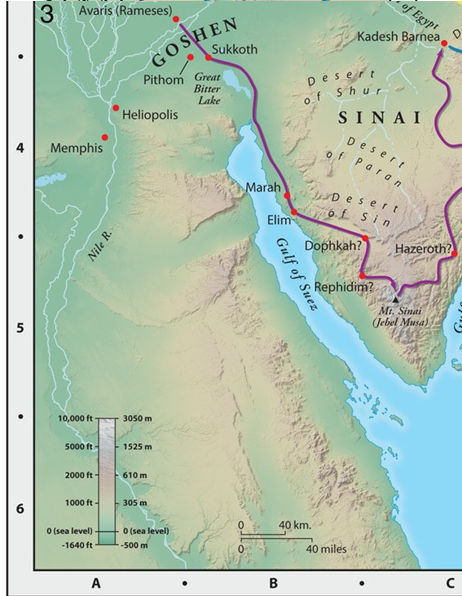 3
Avaris (Rameses)
of Egypt
Kadesh Barnea
D
GOSHEN
Sukkoth
Pithom
Great
Bitter
Lake
Desert
of Shur
Heliopolis
SINAI
Memphis
4
Desert
of Paran
Marah
Desert
of Sin
Elim
Nile R.
Gulf of Suez
Dophkah?
Hazeroth?
Rephidim?
Mt. Sinai
(Jebel Musa)
5
10,000 ft 3050 m
5000 ft 1525 m
2000 ft 610 m
1000 ft 305 m
0 (sea level) 0 (sea level)
-1640 ft -500 m
6
0 40 km.
0 40 miles
A B C